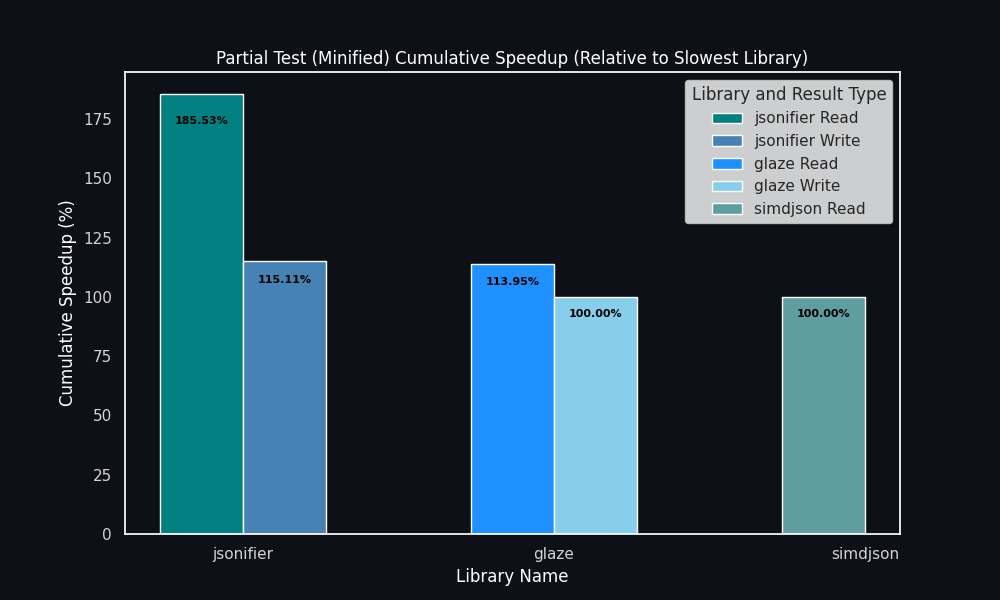 Partial Test (Minified) Cumulative Speedup (Relative to Slowest Library)
Library and Result Type
jsonifier Read
jsonifier Write
glaze Read
glaze Write
simdjson Read
Cumulative Speedup (%)
175
150
125
100
75
50
25
0
185.53%
115.11%
113.95%
100.00%
100.00%
jsonifier
glaze
simdjson
Library Name